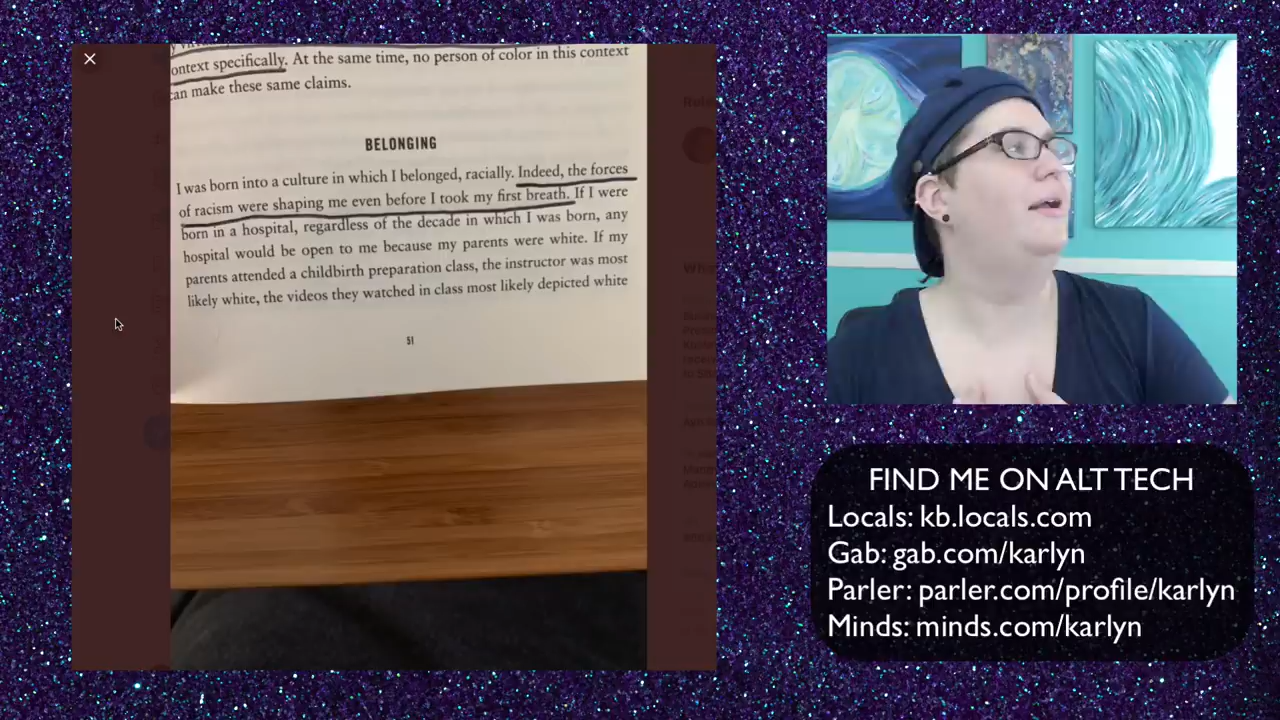 ontext specifically. At the same time, no person of color in this context
can make these same claims.
BELONGING
I was born into a culture in which I belonged, racially. Indeed, the forces
of racism were shaping me even before I took my first breath. If I were
born in a hospital, regardless of the decade in which I was born, any
hospital would be open to me because my parents were white. If my
parents attended a childbirth preparation class, the instructor was most
likely white, the videos they watched in class most likely depicted white
51
FIND ME ON ALT TECH
Locals: kb.locals.com
Gab: gab.com/karlyn
Parler: parler.com/profile/karlyn
Minds: minds.com/karlyn